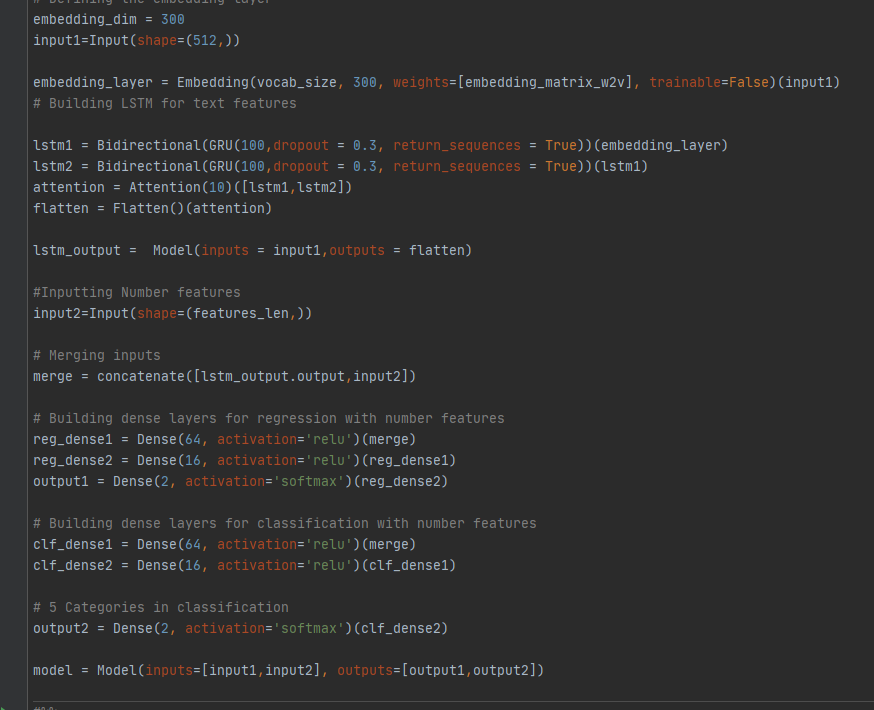 # Defining the embedding layer
embedding_dim = 300
input1=Input(shape=(512,))
embedding_layer = Embedding(vocab_size, 300, weights=[embedding_matrix_w2v], trainable=False)(input1)
# Building LSTM for text features
lstm1 = Bidirectional(GRU(100,dropout = 0.3, return_sequences = True))(embedding_layer)
lstm2 = Bidirectional(GRU(100,dropout = 0.3, return_sequences = True))(lstm1)
attention = Attention(10)([lstm1,lstm2])
flatten = Flatten()(attention)
lstm_output =  Model(inputs = input1,outputs = flatten)
#Inputting Number features
input2=Input(shape=(features_len,))
# Merging inputs
merge = concatenate([lstm_output.output,input2])
# Building dense layers for regression with number features
reg_dense1 = Dense(64, activation='relu')(merge)
reg_dense2 = Dense(16, activation='relu')(reg_dense1)
output1 = Dense(2, activation='softmax')(reg_dense2)
# Building dense layers for classification with number features
clf_dense1 = Dense(64, activation='relu')(merge)
clf_dense2 = Dense(16, activation='relu')(clf_dense1)
# 5 Categories in classification
output2 = Dense(2, activation='softmax')(clf_dense2)
model = Model(inputs=[input1,input2], outputs=[output1,output2])